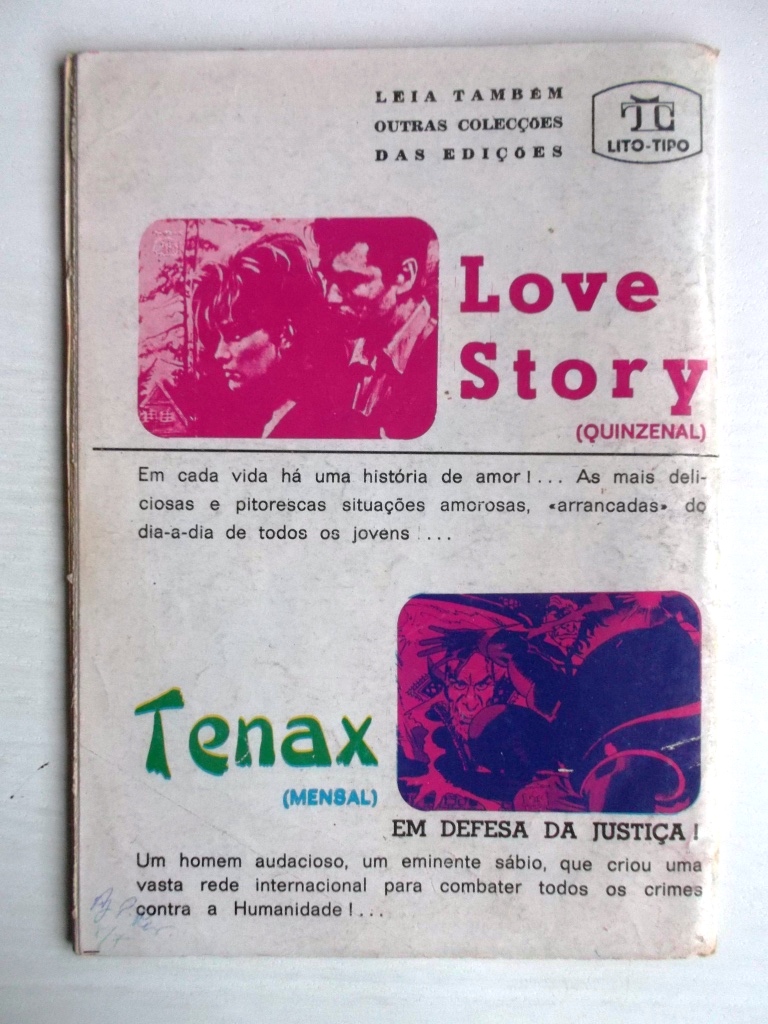 LEIA TAMBÉM
OUTRAS COLECÇÕES
DAS EDIÇÕES
LITO-TIPO
Love
Story
(QUINZENAL)
Em cada vida há uma história de amor!... As mais deli-
ciosas e pitorescas situações amorosas, «arrancadas» do
dia-a-dia de todos os jovens !...
Tenax
(MENSAL)
EM DEFESA DA JUSTIÇA!
Um homem audacioso, um eminente sábio, que criou uma
vasta rede internacional para combater todos os crimes
contra a Humanidade!...